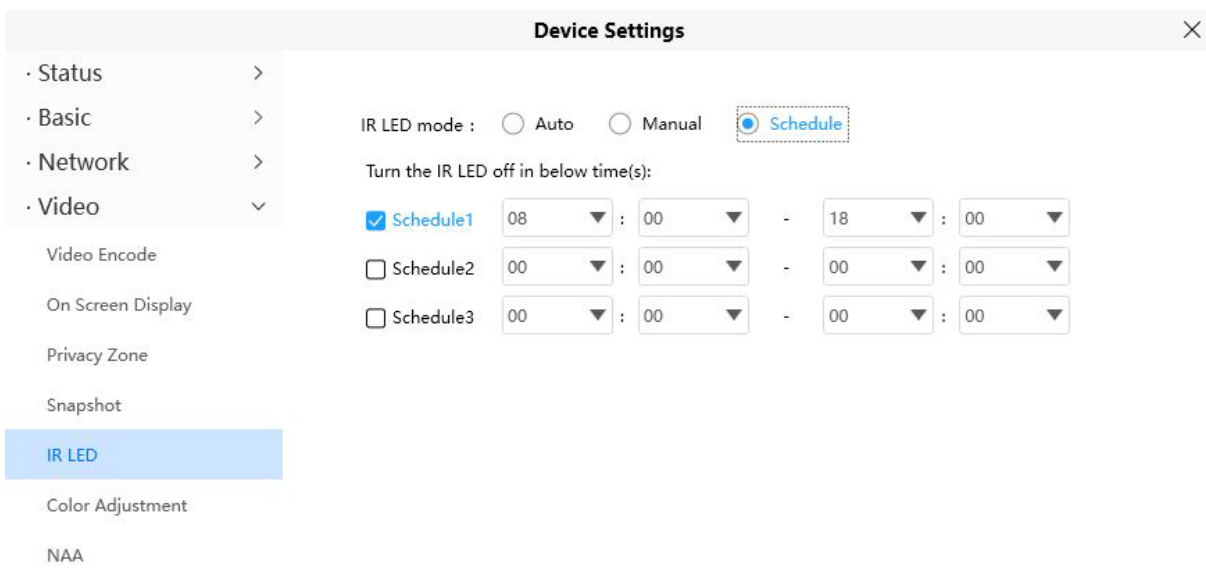 Device Settings
· Status
· Basic
· Network
· Video
Video Encode
On Screen Display
Privacy Zone
Snapshot
IR LED
Color Adjustment
NAA
IR LED mode : Auto Manual Schedule
Turn the IR LED off in below time(s):
Schedule1 08 : 00 - 18 : 00
Schedule2 00 : 00 - 00 : 00
Schedule3 00 : 00 - 00 : 00